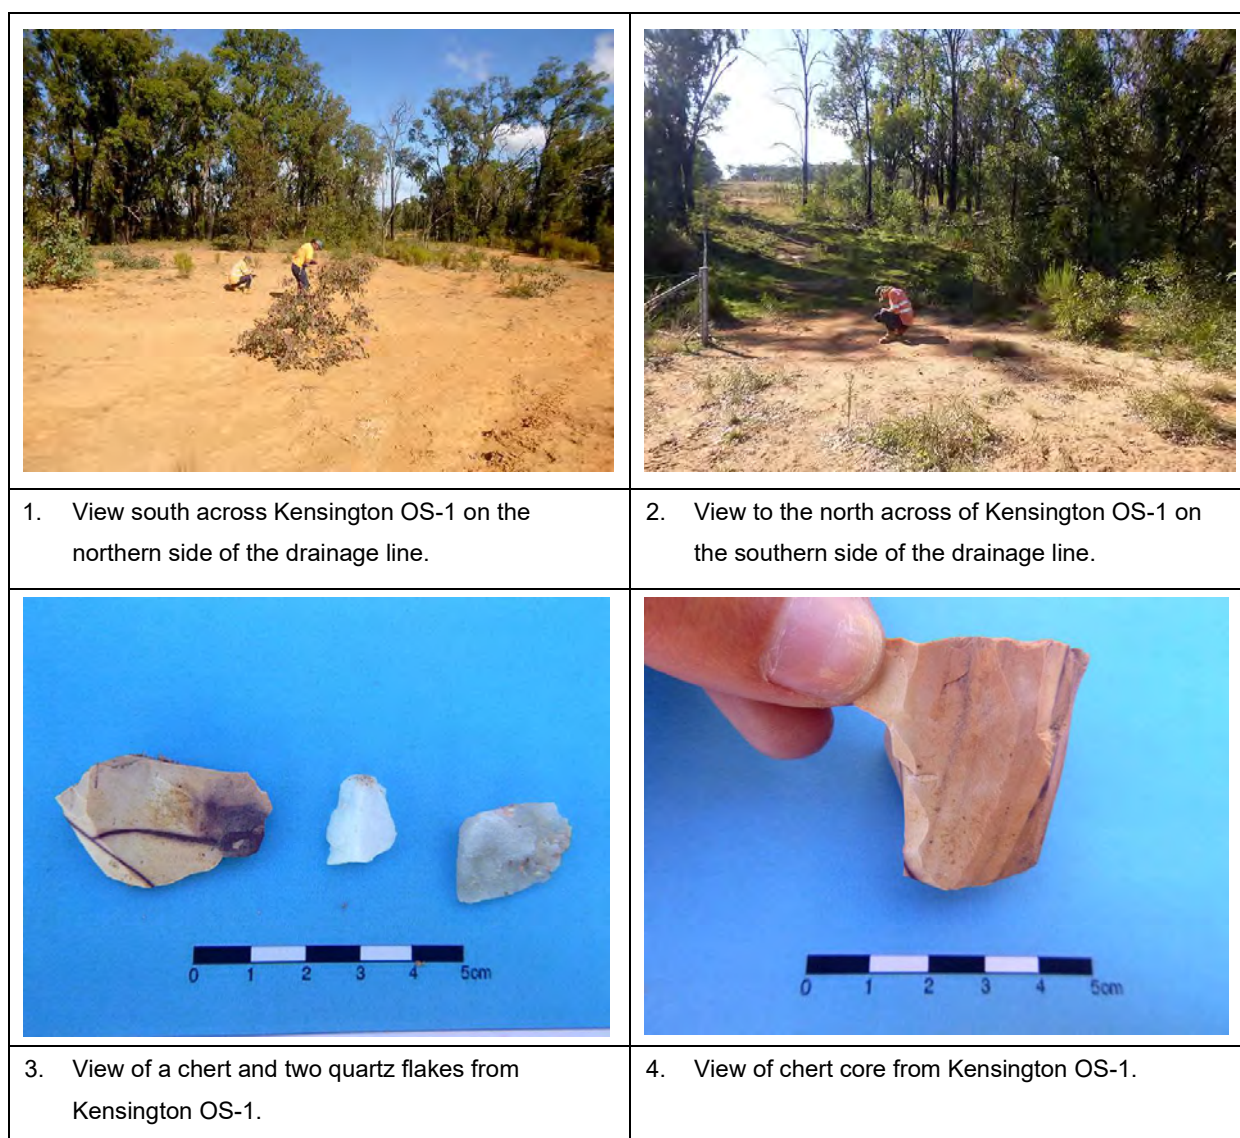 1. View south across Kensington OS-1 on the
northern side of the drainage line.
2. View to the north across of Kensington OS-1 on
the southern side of the drainage line.
0 1 2 3 4 5cm
0 1 2 3 4 5cm
3. View of a chert and two quartz flakes from
Kensington OS-1.
4. View of chert core from Kensington OS-1.